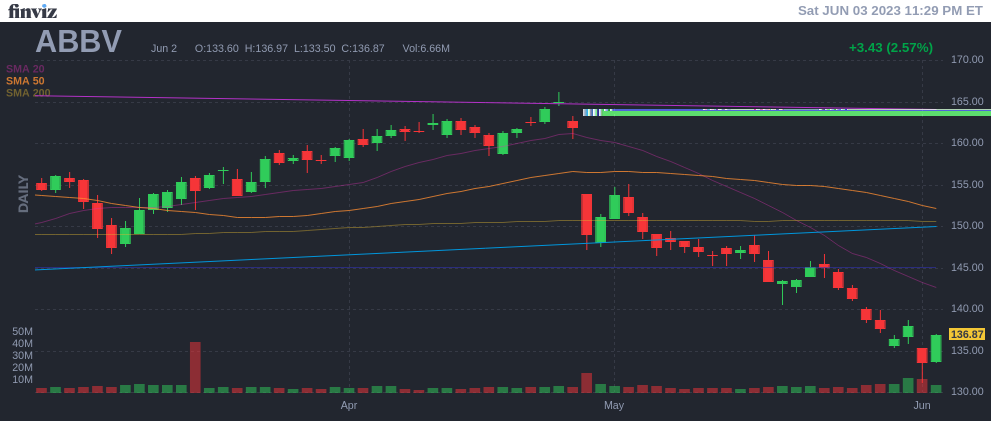 finviz
Sat JUN 03 2023 11:29 PM ET
ABBV
Jun 2 O:133.60 H:136.97 L:133.50 C:136.87 Vol:6.66M
+3.43 (2.57%)
SMA 20
SMA 50
SMA 200
DAILY
170.00
165.00
160.00
155.00
150.00
145.00
140.00
136.87
135.00
130.00
50M
40M
30M
20M
10M
Apr
May
Jun